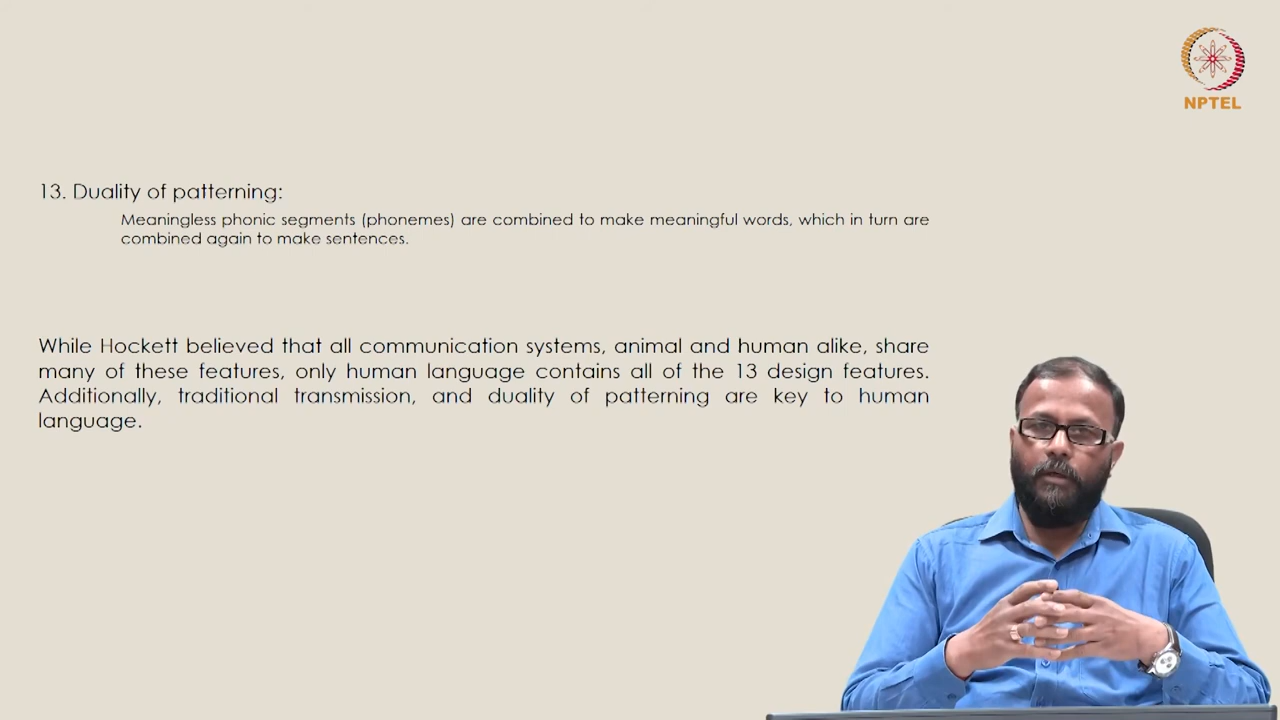 NPTEL
13. Duality of patterning:
Meaningless phonic segments (phonemes) are combined to make meaningful words, which in turn are
combined again to make sentences.
While Hockett believed that all communication systems, animal and human alike, share
many of these features, only human language contains all of the 13 design features.
Additionally, traditional transmission, and duality of patterning are key to human
language.